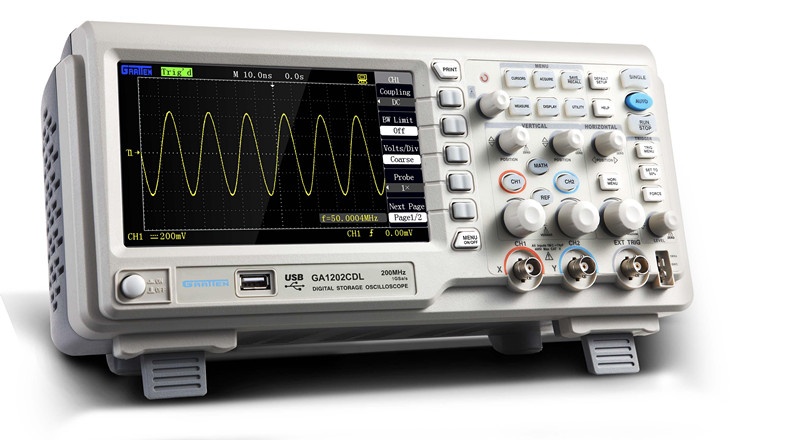 GRATTEN Trig'd M 10.0ns 0.0s
CH1
Coupling
DC
BW Limit
Off
Volts/Div
Coarse
Probe
1×
Next Page
Page1/2
f=50.0004MHz
CH1 200mV CH1 0.00mV
PRINT
MENU
ON/OFF
MENU
CURSORS
ACQUIRE
SAVE
RECALL
DEFAULT
SETUP
MEASURE
DISPLAY
UTILITY
HELP
SINGLE
AUTO
RUN
STOP
VERTICAL
HORIZONTAL
TRIGGER
POSITION
POSITION
POSITION
MATH
CH1
CH2
REF
HORI
MENU
TRIG
MENU
SET TO
50%
FORCE
LEVEL
CH1
CH2
EXT TRIG
X
Y
GRATTEN
USB
GA1202CDL
200MHz
1GSa/s
DIGITAL STORAGE OSCILLOSCOPE